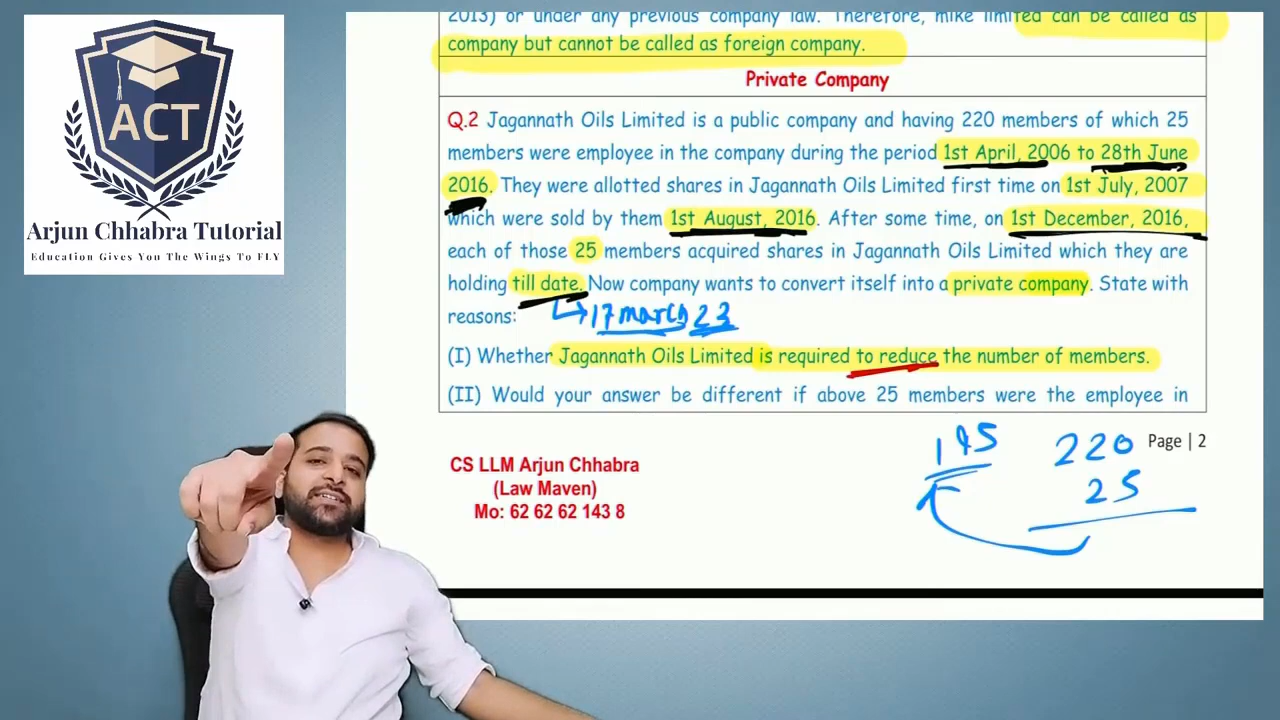 ACT
Arjun Chhabra Tutorial
Education Gives You The Wings To FLY
2013) or under any previous company law. Therefore, mike limited can be called as
company but cannot be called as foreign company.
Private Company
Q.2 Jagannath Oils Limited is a public company and having 220 members of which 25
members were employee in the company during the period 1st April, 2006 to 28th June
2016. They were allotted shares in Jagannath Oils Limited first time on 1st July, 2007
which were sold by them 1st August, 2016. After some time, on 1st December, 2016,
each of those 25 members acquired shares in Jagannath Oils Limited which they are
holding till date. Now company wants to convert itself into a private company. State with
reasons:
17 march 23
(I) Whether Jagannath Oils Limited is required to reduce the number of members.
(II) Would your answer be different if above 25 members were the employee in
195
220
25
Page | 2
CS LLM Arjun Chhabra
(Law Maven)
Mo: 62 62 62 143 8